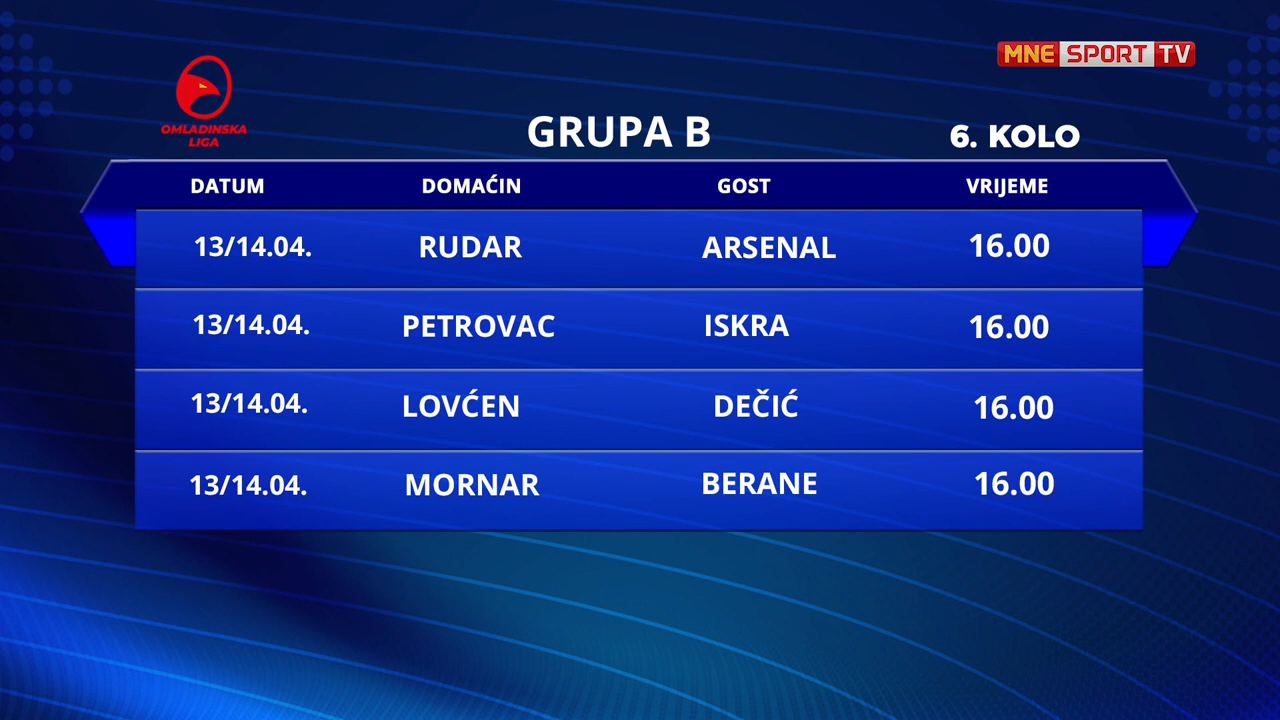 MNE SPORT TV
OMLADINSKA
LIGA
GRUPA B
6. KOLO
DATUM DOMAĆIN GOST VRIJEME
13/14.04. RUDAR ARSENAL 16.00
13/14.04. PETROVAC ISKRA 16.00
13/14.04. LOVĆEN DEČIĆ 16.00
13/14.04. MORNAR BERANE 16.00